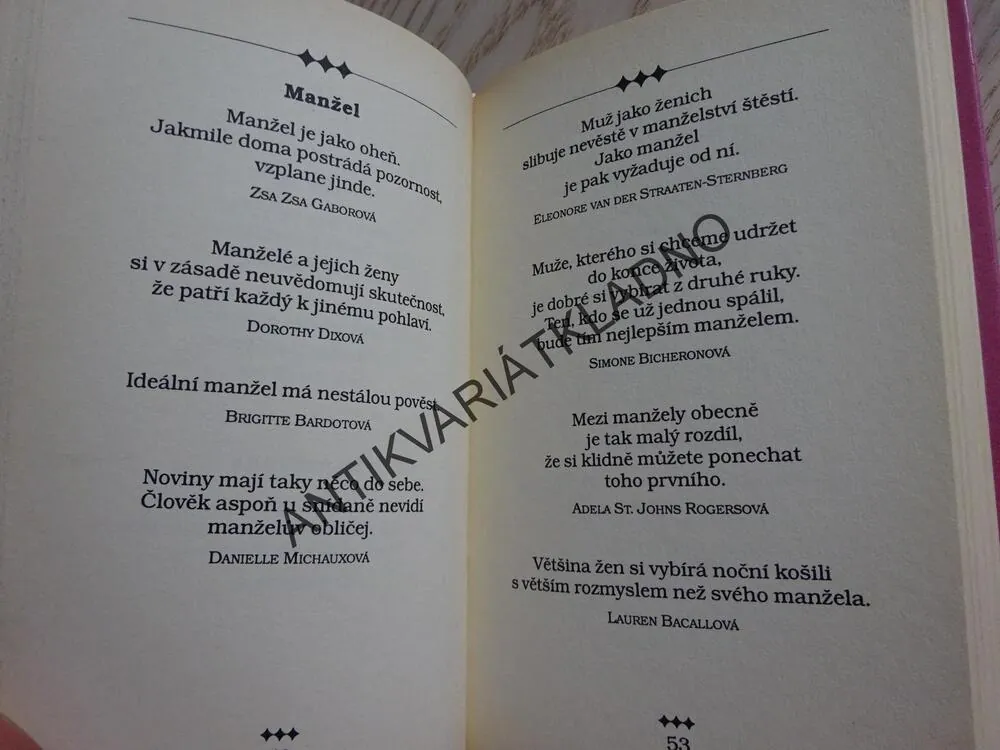 Manžel
Manžel je jako oheň.
Jakmile doma postrádá pozornost,
vzplane jinde.
Zsa Zsa Gaborová
Manželé a jejich ženy
si v zásadě neuvědomují skutečnost,
že patří každý k jinému pohlaví.
Dorothy Dixová
Ideální manžel má nestálou pověst.
Brigitte Bardotová
Noviny mají taky něco do sebe.
Člověk aspoň u snídaně nevidí
manželův obličej.
Danielle Michauxová
Muž jako ženich
slibuje nevěstě v manželství štěstí.
Jako manžel
je pak vyžaduje od ní.
Eleonore van der Straaten-Sternberg
Muže, kterého si chceme udržet
do konce života,
je dobré si vybírat z druhé ruky.
Ten, kdo se už jednou spálil,
bude tím nejlepším manželem.
Simone Bicheronová
Mezi manžely obecně
je tak malý rozdíl,
že si klidně můžete ponechat
toho prvního.
Adela St. Johns Rogersová
Většina žen si vybírá noční košili
s větším rozmyslem než svého manžela.
Lauren Bacallová
53
ANTIKVARIÁTKLADNO